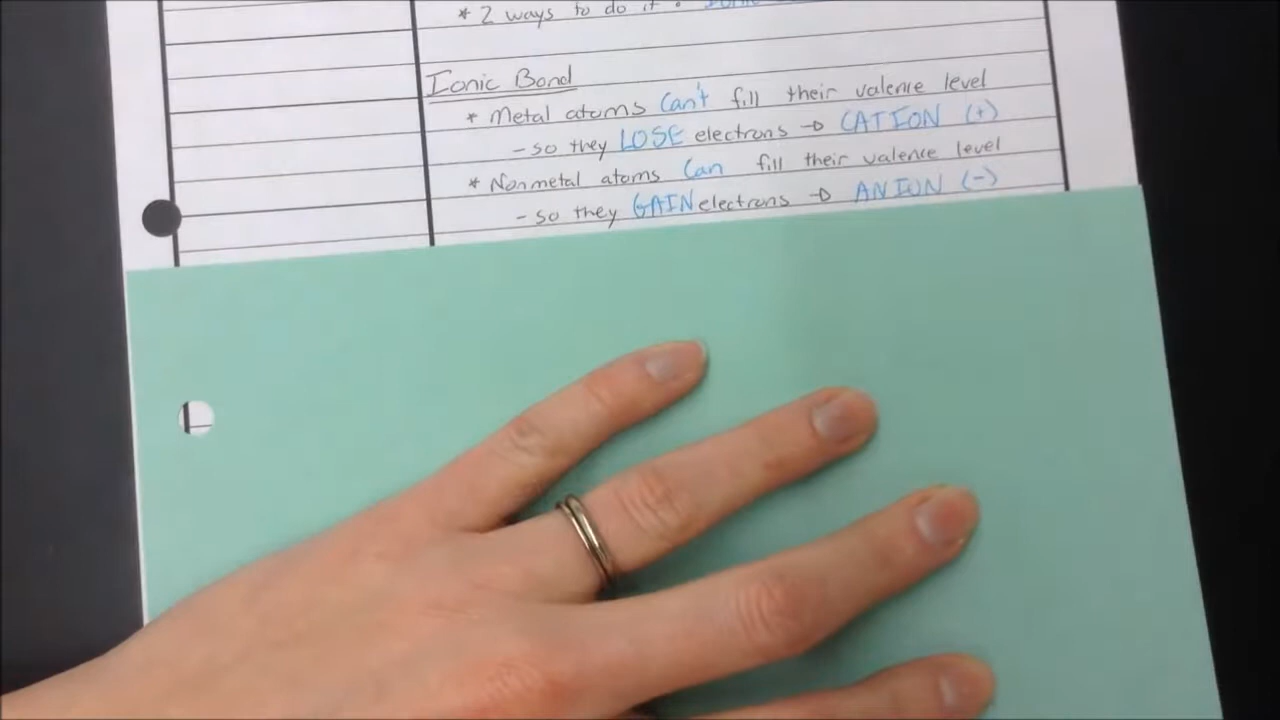 * 2 ways to do it :
Ionic Bond
* Metal atoms Can't fill their valence level
- so they LOSE electrons → CATION (+)
* Nonmetal atoms Can fill their valence level
- so they GAIN electrons → ANION (-)